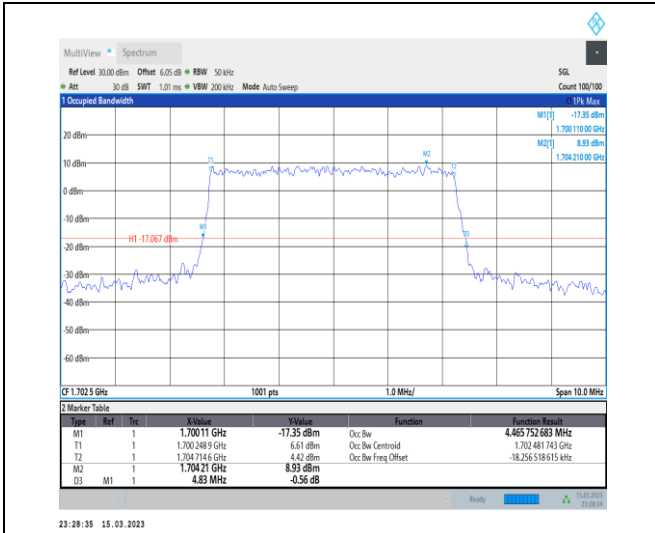 MultiView Spectrum
Ref Level 30.00 dBm Offset 6.05 dB RBW 50 kHz SGL
Att 30 dB SWT 1.01 ms VBW 200 kHz Mode Auto Sweep Count 100/100
1 Occupied Bandwidth 1Pk Max
M1[1] -17.35 dBm
1.700 110 00 GHz
M2[1] 8.93 dBm
1.704 210 00 GHz
20 dBm
10 dBm
0 dBm
-10 dBm
-30 dBm
-40 dBm
-50 dBm
-60 dBm
T1
M2
T2
M1
D3
H1 -17.067 dBm
CF 1.702 5 GHz 1001 pts 1.0 MHz/ Span 10.0 MHz
2 Marker Table
Type Ref Trc X-Value Y-Value Function Function Result
M1 1 1.70011 GHz -17.35 dBm Occ Bw 4.465 752 683 MHz
T1 1 1.700 248 9 GHz 6.61 dBm Occ Bw Centroid 1.702 481 743 GHz
T2 1 1.704 714 6 GHz 4.42 dBm Occ Bw Freq Offset -18.256 518 615 kHz
M2 1 1.70421 GHz 8.93 dBm
D3 M1 1 4.83 MHz -0.56 dB
Ready 15.03.2023
23:28:34
23:28:35 15.03.2023